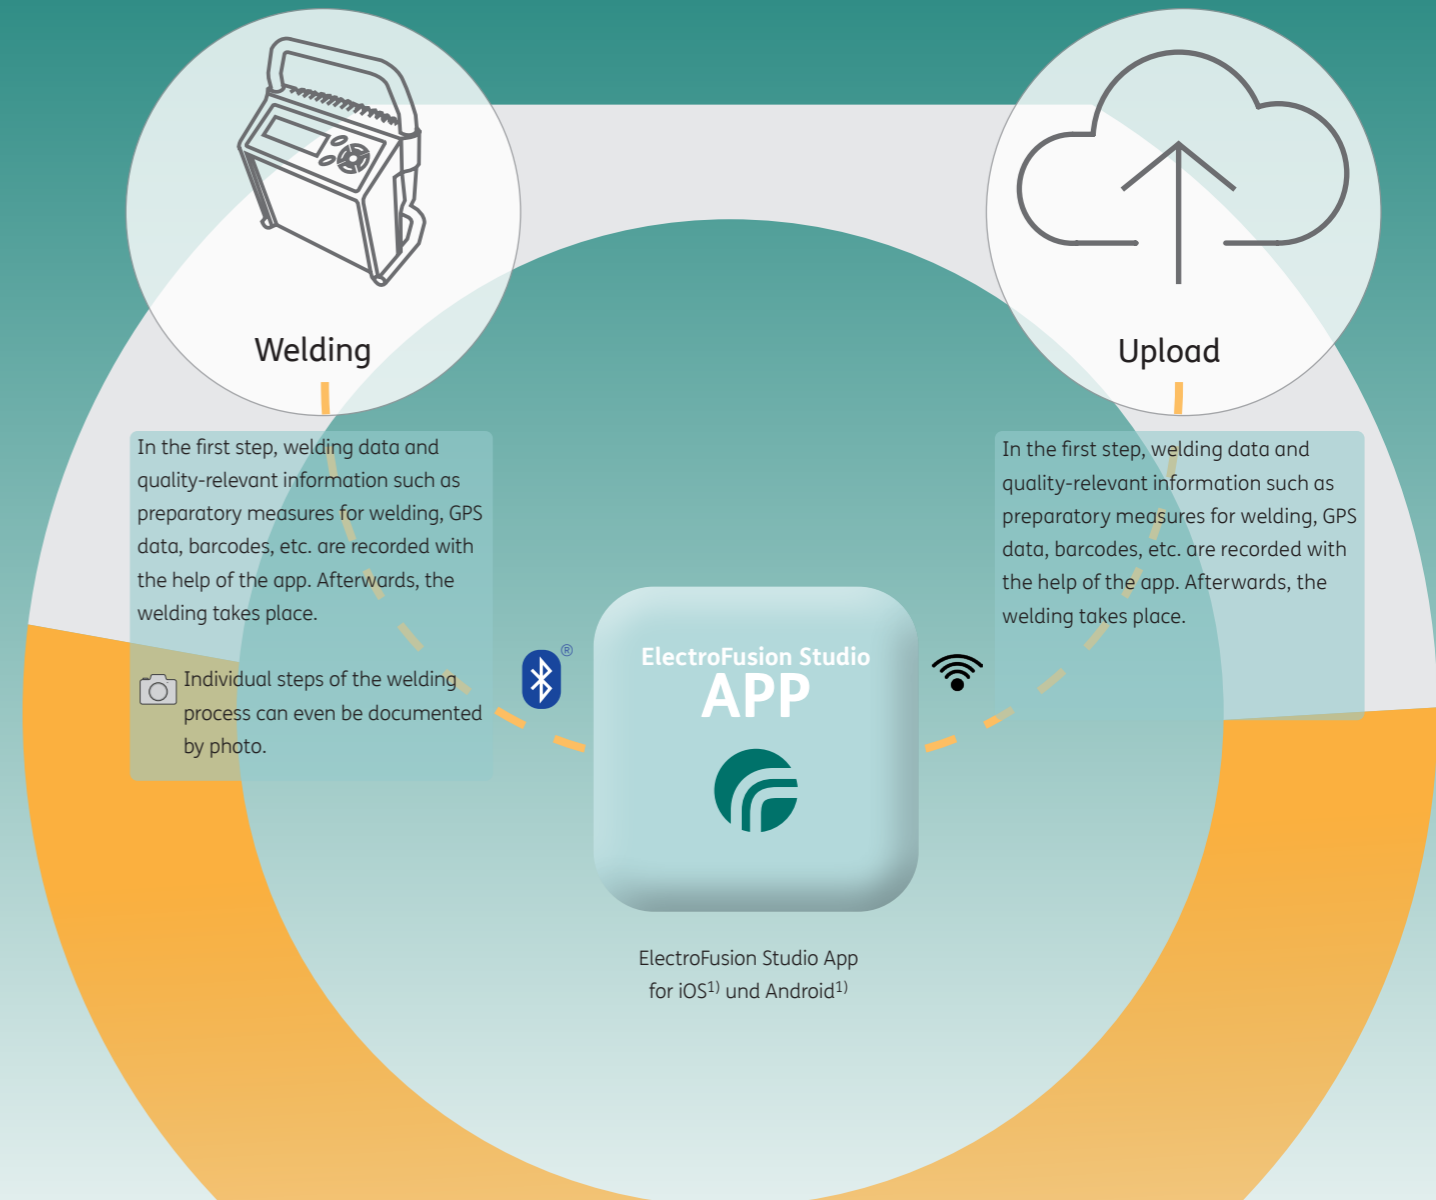 Welding
In the first step, welding data and
quality-relevant information such as
preparatory measures for welding, GPS
data, barcodes, etc. are recorded with
the help of the app. Afterwards, the
welding takes place.
Individual steps of the welding
process can even be documented
by photo.
®
ElectroFusion Studio
APP
ElectroFusion Studio App
for iOS1) und Android1)
Upload
In the first step, welding data and
quality-relevant information such as
preparatory measures for welding, GPS
data, barcodes, etc. are recorded with
the help of the app. Afterwards, the
welding takes place.